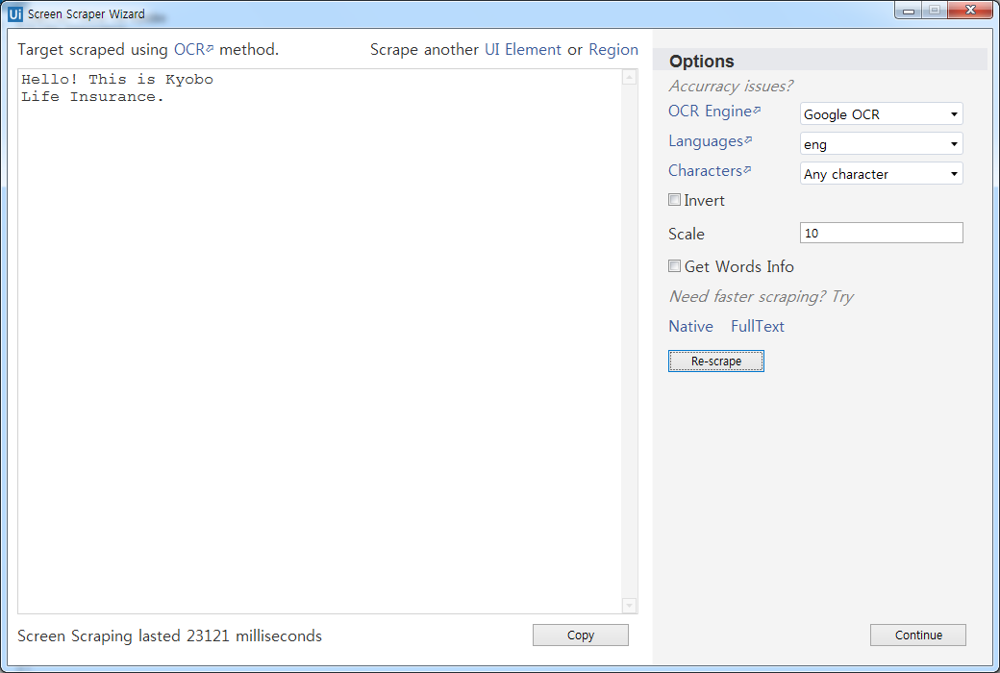 Ui Screen Scraper Wizard
Target scraped using OCR method.
Scrape another UI Element or Region
Hello! This is Kyobo
Life Insurance.
Screen Scraping lasted 23121 milliseconds
Copy
Options
Accurracy issues?
OCR Engine Google OCR
Languages eng
Characters Any character
Invert
Scale 10
Get Words Info
Need faster scraping? Try
Native FullText
Re-scrape
Continue